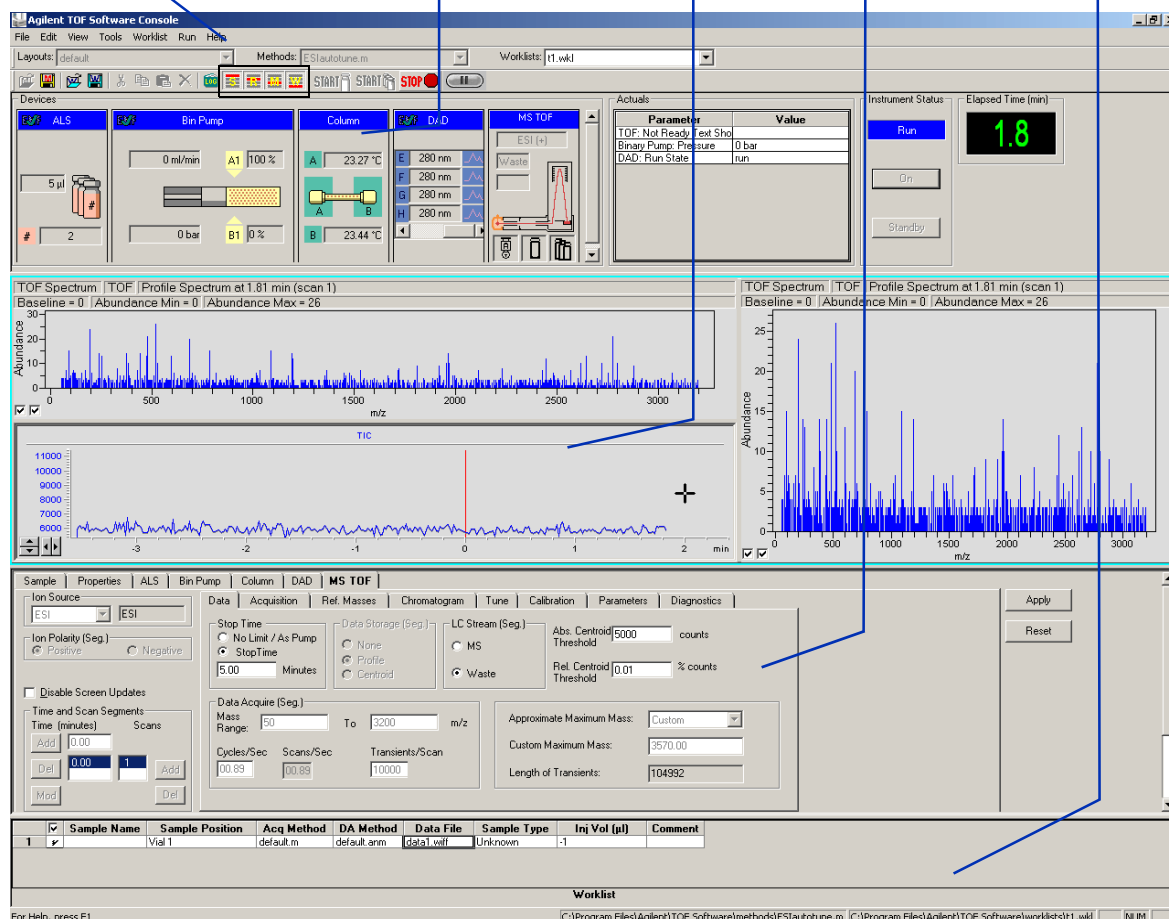 Agilent TOF Software Console
File Edit View Tools Worklist Run Help
Layouts: default Methods: ESIautotune.m Worklists: t1.wkl
LOG START START STOP
Devices
ALS
5 µl
#
# 2
Bin Pump
0 ml/min A1 100 %
0 bar B1 0 %
Column
A 23.27 °C
A B
B 23.44 °C
DAD
E 280 nm
F 280 nm
G 280 nm
H 280 nm
MS TOF
ESI (+)
Waste
Actuals
Parameter Value
TOF: Not Ready Text Sho
Binary Pump: Pressure 0 bar
DAD: Run State run
Instrument Status
Run
On
Standby
Elapsed Time (min)
1.8
TOF Spectrum TOF Profile Spectrum at 1.81 min (scan 1)
Baseline = 0 Abundance Min = 0 Abundance Max = 26
Abundance
30
20
10
0
0 500 1000 1500 2000 2500 3000
m/z
TIC
11000
10000
9000
8000
7000
6000
-3 -2 -1 0 1 2 min
TOF Spectrum TOF Profile Spectrum at 1.81 min (scan 1)
Baseline = 0 Abundance Min = 0 Abundance Max = 26
Abundance
25
20
15
10
5
0
0 500 1000 1500 2000 2500 3000
m/z
Sample Properties ALS Bin Pump Column DAD MS TOF
Ion Source
ESI ESI
Ion Polarity (Seg.)
Positive Negative
Disable Screen Updates
Time and Scan Segments
Time (minutes) Scans
Add 0.00
Del 0.00 1 Add
Mod Del
Data Acquisition Ref. Masses Chromatogram Tune Calibration Parameters Diagnostics
Stop Time
No Limit / As Pump
StopTime
5.00 Minutes
Data Storage (Seg.)
None
Profile
Centroid
LC Stream (Seg.)
MS
Waste
Abs. Centroid Threshold 5000 counts
Rel. Centroid Threshold 0.01 % counts
Data Acquire (Seg.)
Mass Range: 50 To 3200 m/z
Cycles/Sec Scans/Sec Transients/Scan
00.89 00.89 10000
Approximate Maximum Mass: Custom
Custom Maximum Mass: 3570.00
Length of Transients: 104992
Apply
Reset
Sample Name Sample Position Acq Method DA Method Data File Sample Type Inj Vol (µl) Comment
1 Vial 1 default.m default.anm data1.wiff Unknown -1
Worklist
For Help, press F1 C:\Program Files\Agilent\TOF Software\methods\ESIautotune.m C:\Program Files\Agilent\TOF Software\worklists\t1.wkl NUM